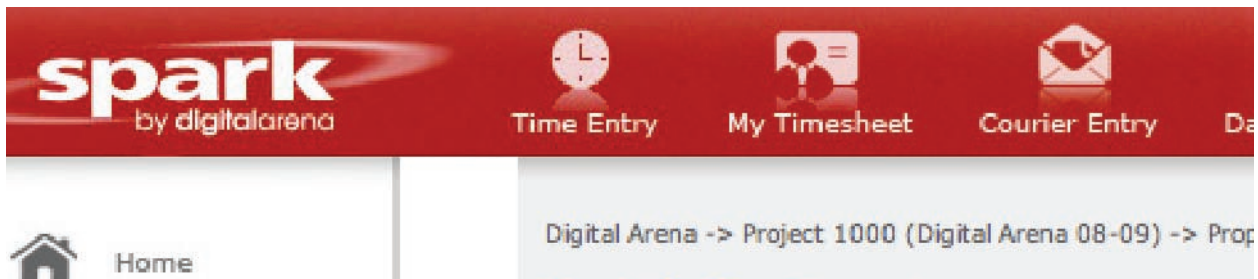 spark
by digitalarena
Time Entry
My Timesheet
Courier Entry
Digital Arena -> Project 1000 (Digital Arena 08-09) ->
Home